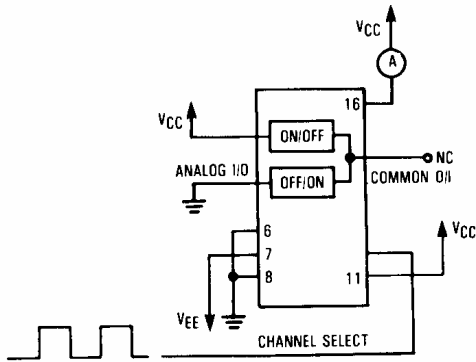 VCC
A
16
VCC
ON/OFF
NC
ANALOG I/O
OFF/ON
COMMON O/I
6
VCC
7
8
11
VEE
CHANNEL SELECT